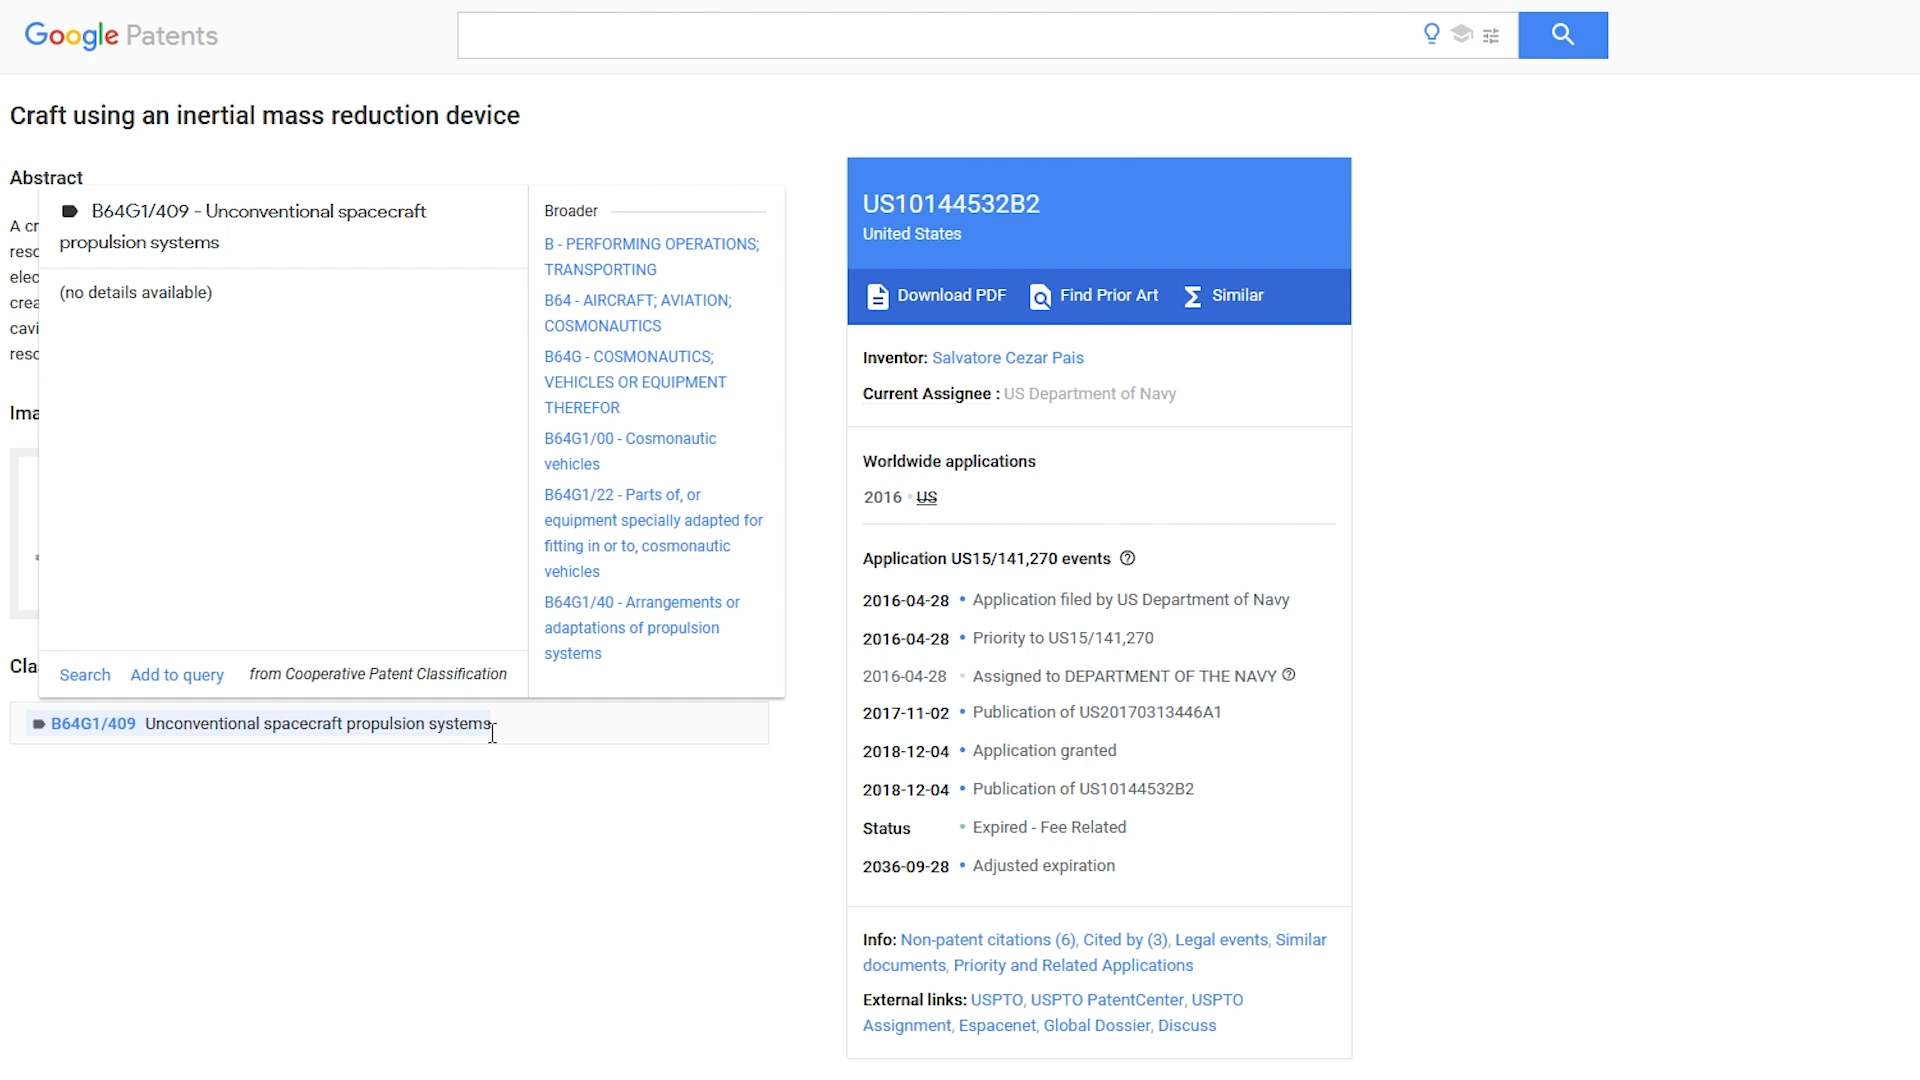 Google Patents
Craft using an inertial mass reduction device
Abstract
A cr
reso
elec
crea
cavi
reso
B64G1/409 - Unconventional spacecraft
propulsion systems
(no details available)
Search Add to query from Cooperative Patent Classification
Broader
B - PERFORMING OPERATIONS;
TRANSPORTING
B64 - AIRCRAFT; AVIATION;
COSMONAUTICS
B64G - COSMONAUTICS;
VEHICLES OR EQUIPMENT
THEREFOR
B64G1/00 - Cosmonautic
vehicles
B64G1/22 - Parts of, or
equipment specially adapted for
fitting in or to, cosmonautic
vehicles
B64G1/40 - Arrangements or
adaptations of propulsion
systems
Ima
Cla
B64G1/409 Unconventional spacecraft propulsion systems
US10144532B2
United States
Download PDF Find Prior Art Similar
Inventor: Salvatore Cezar Pais
Current Assignee : US Department of Navy
Worldwide applications
2016 • US
Application US15/141,270 events
2016-04-28 • Application filed by US Department of Navy
2016-04-28 • Priority to US15/141,270
2016-04-28 • Assigned to DEPARTMENT OF THE NAVY
2017-11-02 • Publication of US20170313446A1
2018-12-04 • Application granted
2018-12-04 • Publication of US10144532B2
Status • Expired - Fee Related
2036-09-28 • Adjusted expiration
Info: Non-patent citations (6), Cited by (3), Legal events, Similar
documents, Priority and Related Applications
External links: USPTO, USPTO PatentCenter, USPTO
Assignment, Espacenet, Global Dossier, Discuss